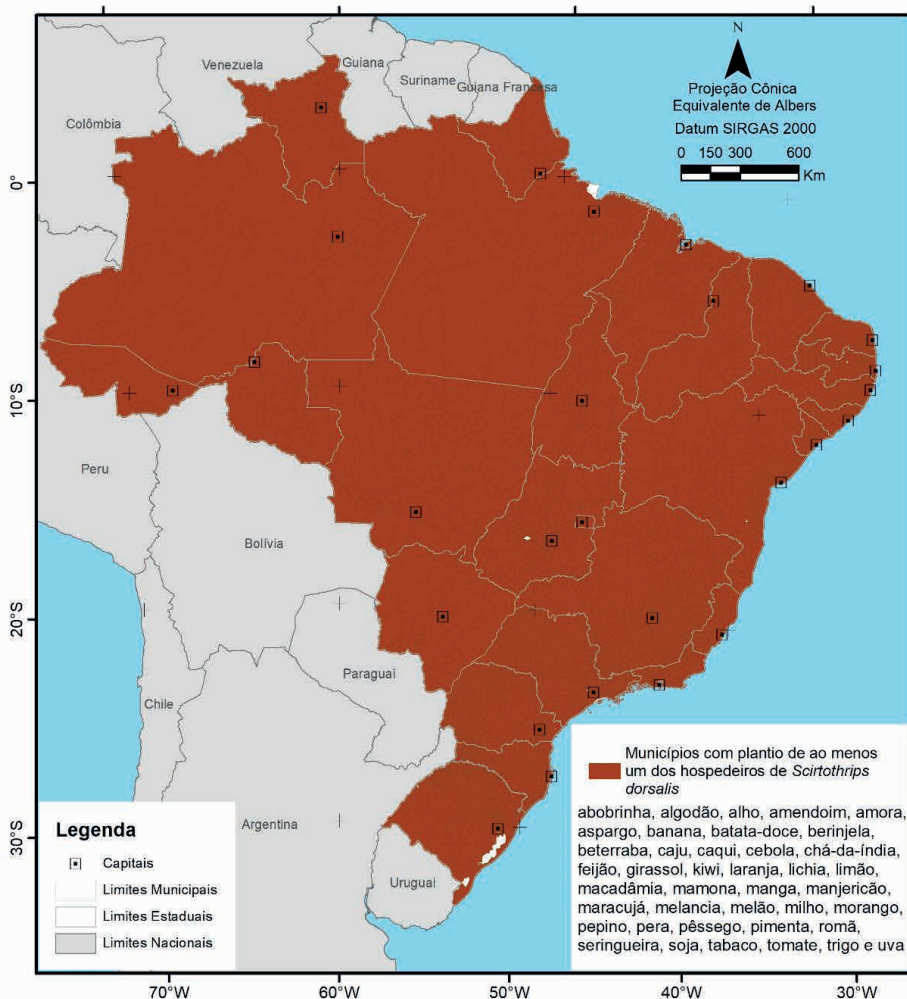 Venezuela
Guiana
Suriname
Guiana Francesa
Colômbia
N
Projeção Cônica
Equivalente de Albers
Datum SIRGAS 2000
0 150 300 600
Km
0°
10°S
20°S
30°S
Peru
Bolívia
Paraguai
Chile
Argentina
Uruguai
Legenda
Capitais
Limites Municipais
Limites Estaduais
Limites Nacionais
Municípios com plantio de ao menos
um dos hospedeiros de Scirtothrips
dorsalis
abobrinha, algodão, alho, amendoim, amora,
aspargo, banana, batata-doce, berinjela,
beterraba, caju, caqui, cebola, chá-da-índia,
feijão, girassol, kiwi, laranja, lichia, limão,
macadâmia, mamona, manga, manjericão,
maracujá, melancia, melão, milho, morango,
pepino, pera, pêssego, pimenta, romã,
seringueira, soja, tabaco, tomate, trigo e uva
70°W 60°W 50°W 40°W 30°W